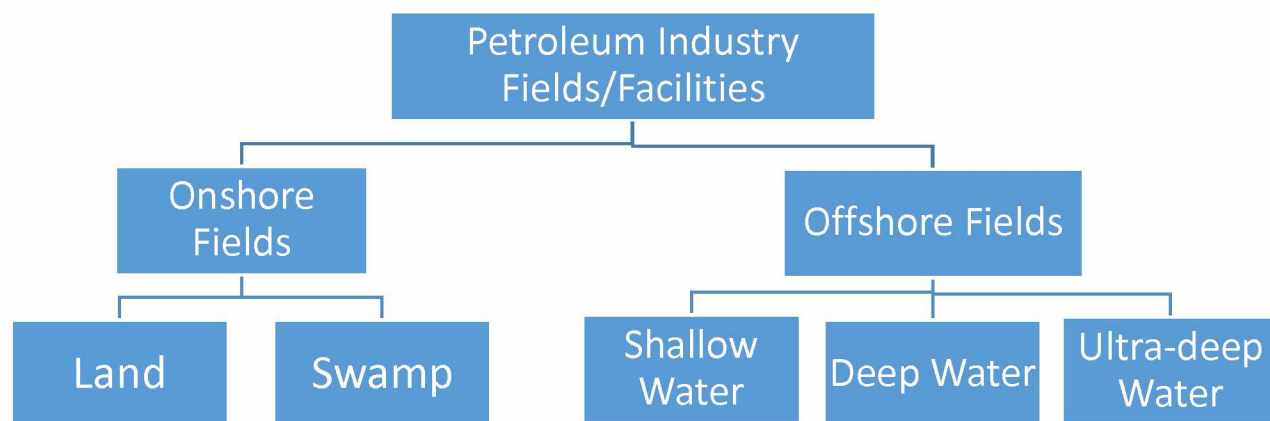 Petroleum Industry
Fields/Facilities
Onshore
Fields
Offshore Fields
Land
Swamp
Shallow
Water
Deep Water
Ultra-deep
Water